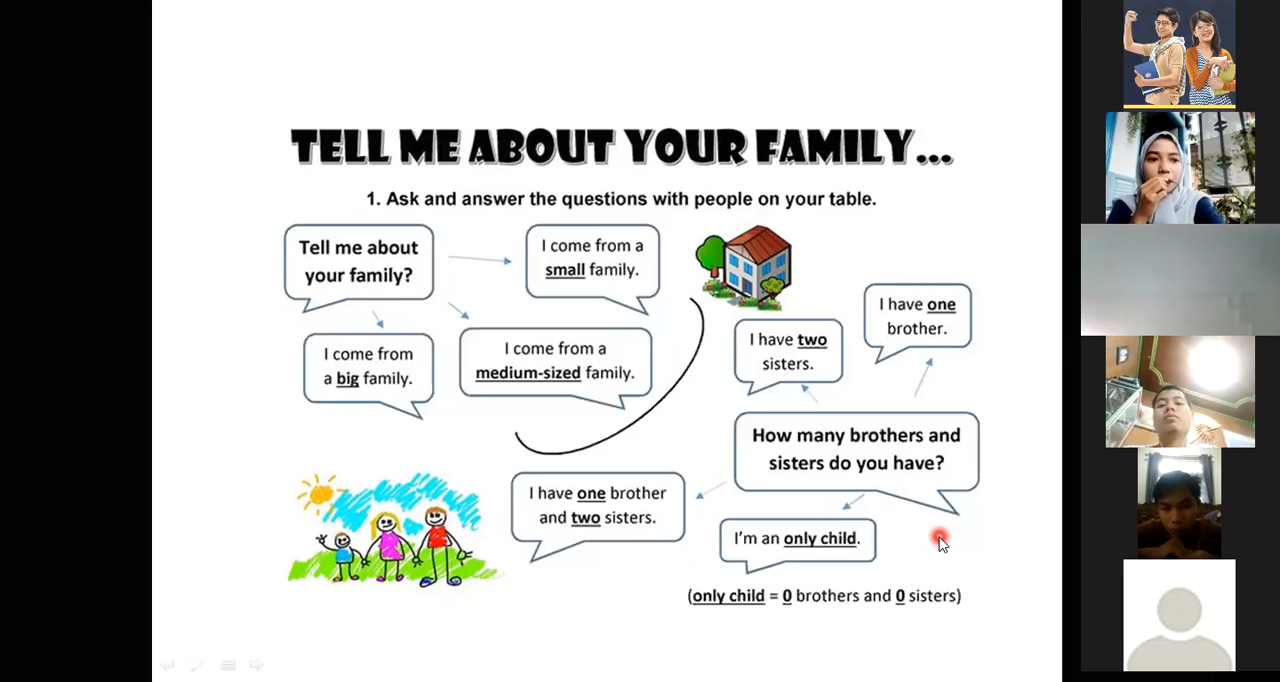 TELL ME ABOUT YOUR FAMILY...
1. Ask and answer the questions with people on your table.
Tell me about
your family?
I come from a
small family.
I come from
a big family.
I come from a
medium-sized family.
I have two
sisters.
I have one
brother.
How many brothers and
sisters do you have?
I have one brother
and two sisters.
I'm an only child.
(only child = 0 brothers and 0 sisters)